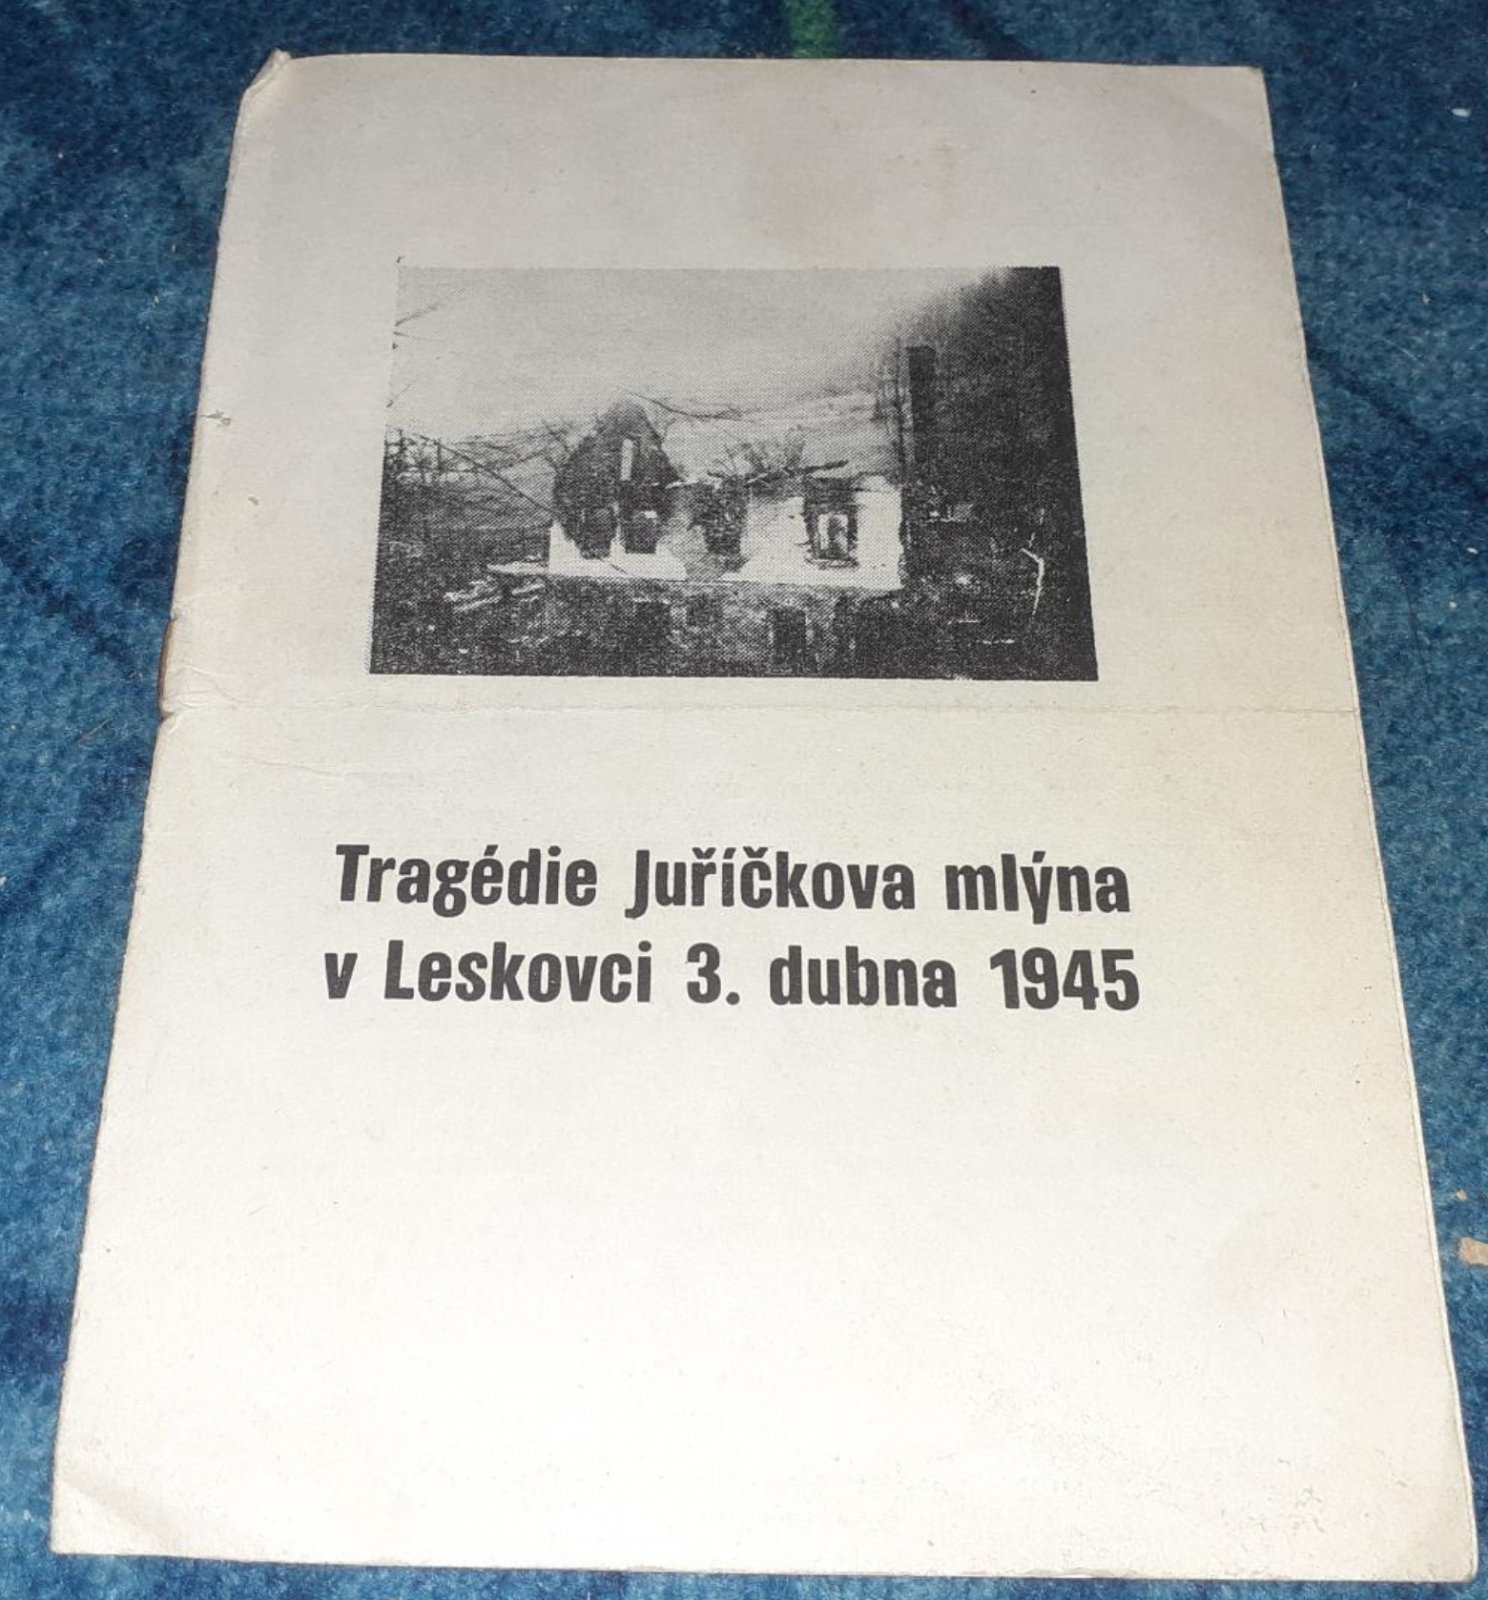 Tragédie Juříčkova mlýna
v Leskovci 3. dubna 1945